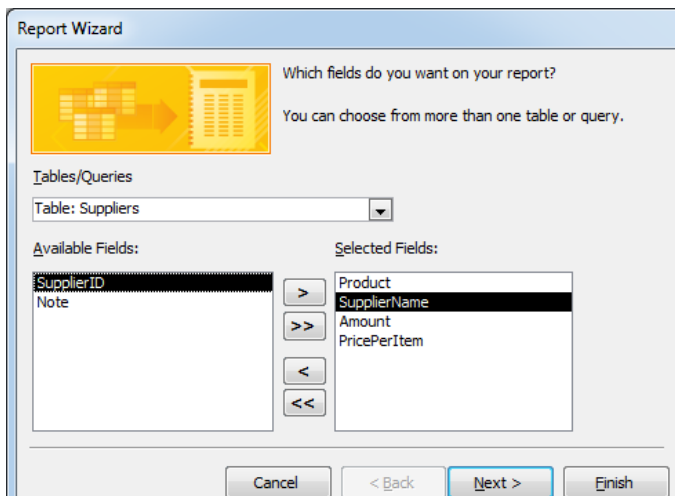 Report Wizard
Which fields do you want on your report?
You can choose from more than one table or query.
Tables/Queries
Table: Suppliers
Available Fields:
SupplierID
Note
>
>>
<
<<
Selected Fields:
Product
SupplierName
Amount
PricePerItem
Cancel
< Back
Next >
Finish